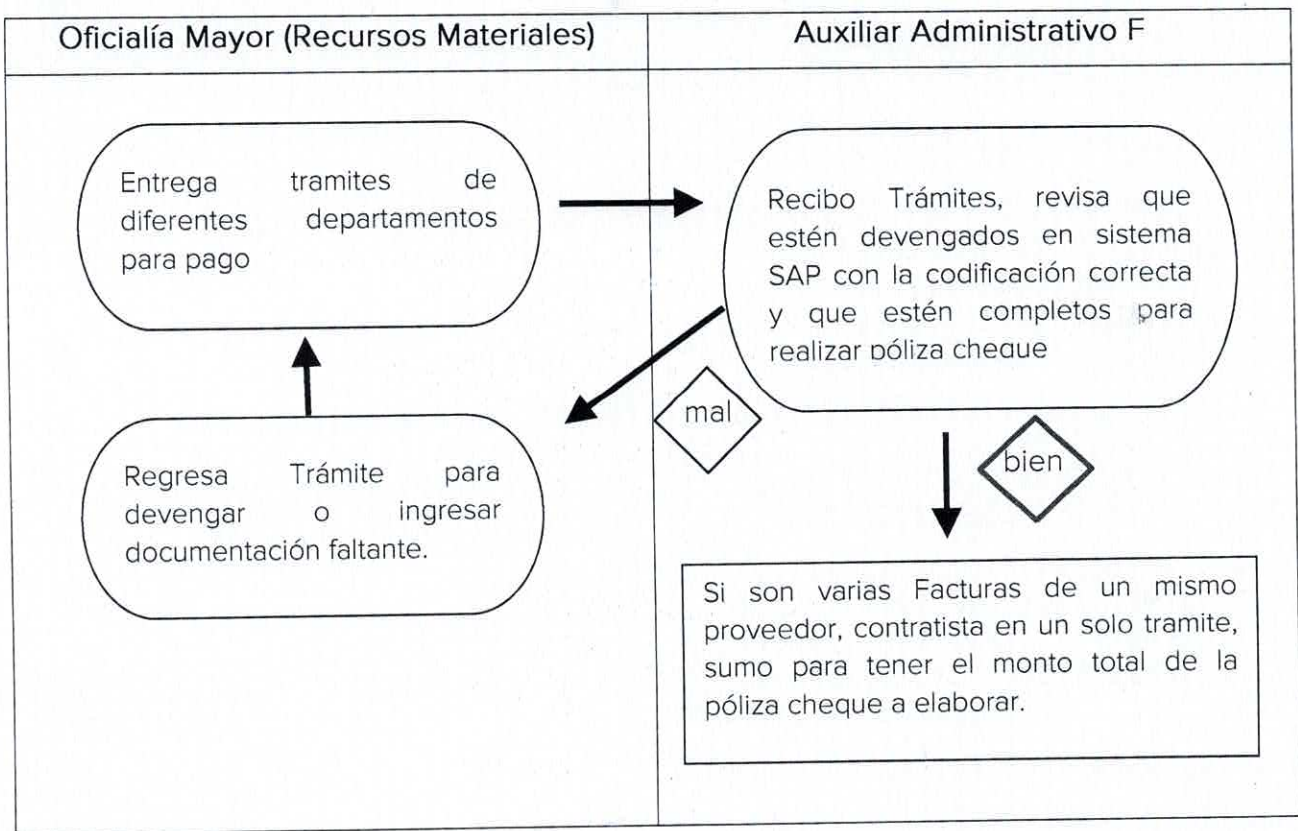 Oficialía Mayor (Recursos Materiales)
Auxiliar Administrativo F
Entrega tramites de
diferentes departamentos
para pago
Recibo Trámites, revisa que
estén devengados en sistema
SAP con la codificación correcta
y que estén completos para
realizar póliza cheque
mal
bien
Regresa Trámite para
devengar o ingresar
documentación faltante.
Si son varias Facturas de un mismo
proveedor, contratista en un solo tramite,
sumo para tener el monto total de la
póliza cheque a elaborar.